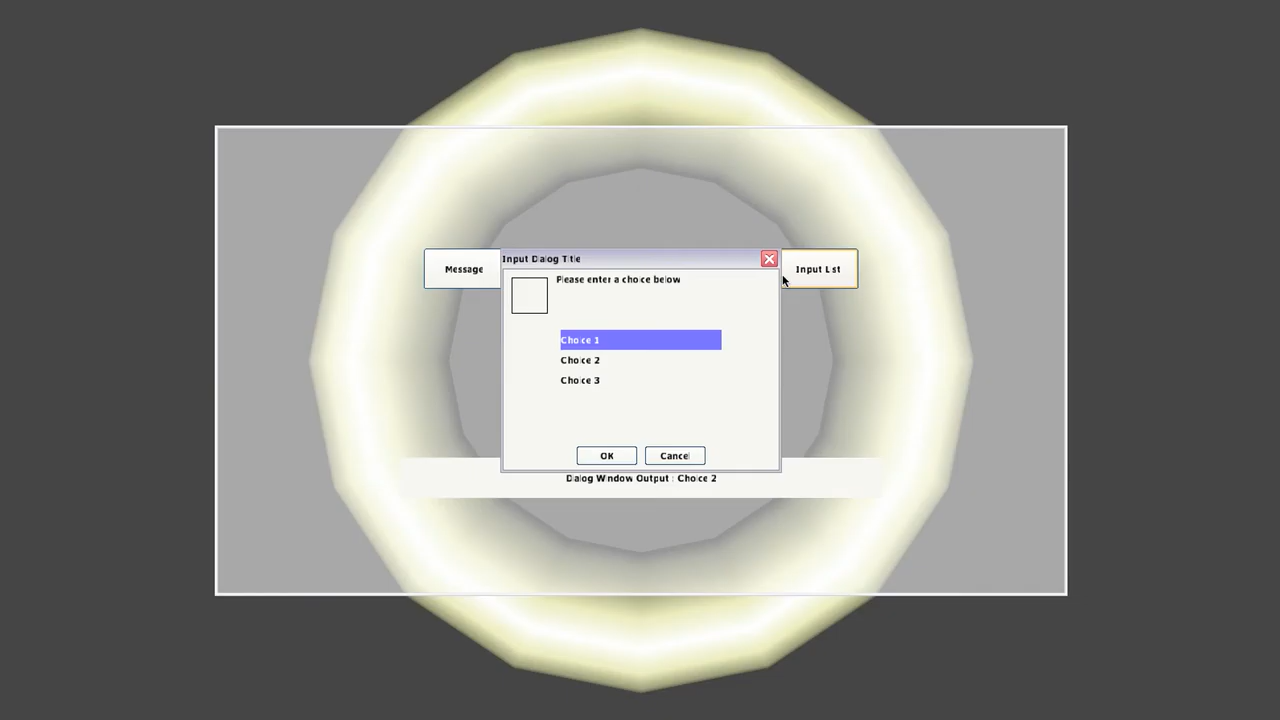 Input Dialog Title
Message
Input List
Please enter a choice below
Choice 1
Choice 2
Choice 3
OK
Cancel
Dialog Window Output : Choice 2